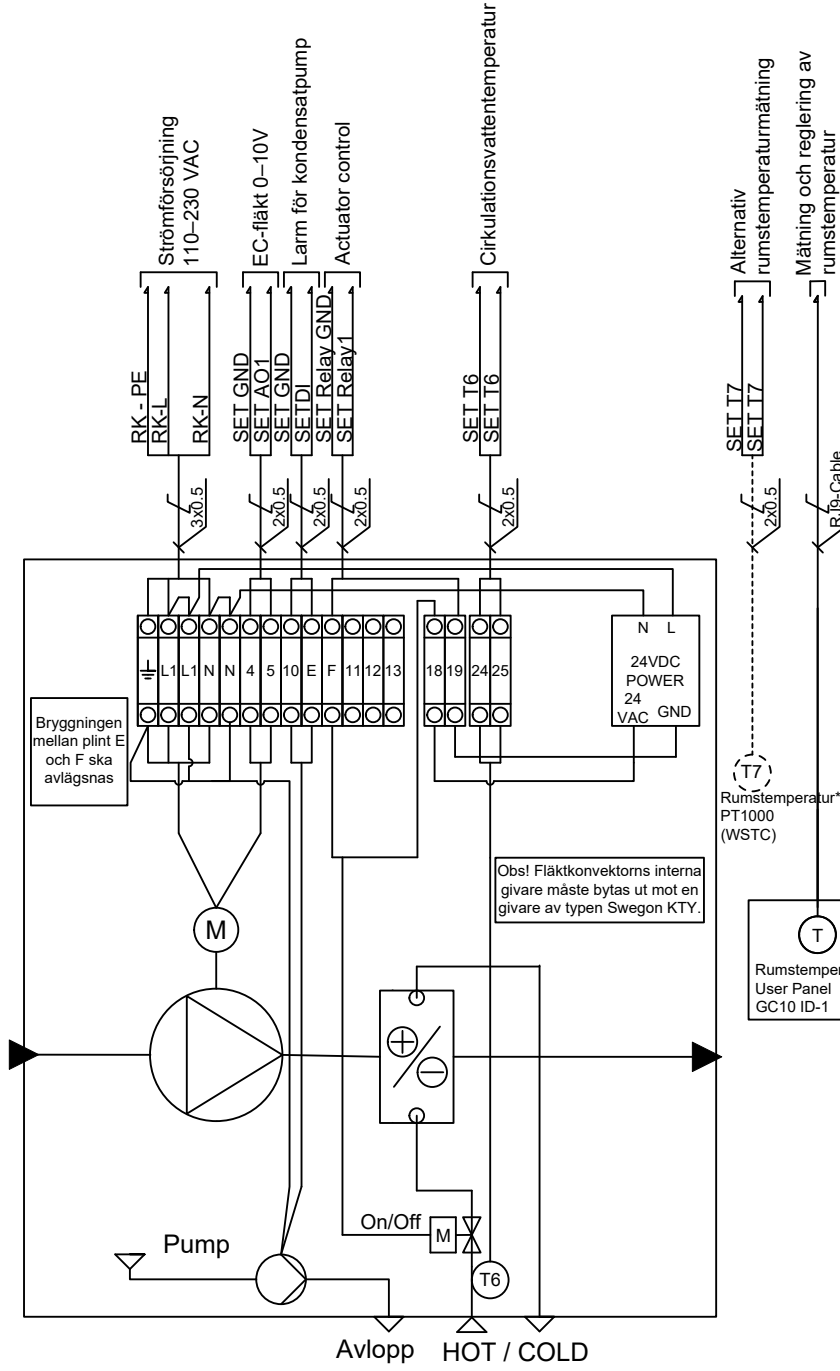 Strömförsörjning
110–230 VAC
EC-fläkt 0–10V
Larm för kondensatpump
Actuator control
Cirkulationsvattentemperatur
Alternativ
rumstemperaturmätning
Mätning och reglering av
rumstemperatur
RK - PE
RK-L
RK-N
SET GND
SET AO1
SET GND
SETDI
SET Relay GND
SET Relay1
SET T6
SET T6
SET T7
SET T7
3x0.5
2x0.5
2x0.5
2x0.5
2x0.5
2x0.5
RJ9-Cable
L1 L1 N N 4 5 10 E F 11 12 13
18 19
24 25
N L
24VDC
POWER
24
VAC GND
Bryggningen
mellan plint E
och F ska
avlägsnas
T7
Rumstemperatur*
PT1000
(WSTC)
Obs! Fläktkonvektorns interna
givare måste bytas ut mot en
givare av typen Swegon KTY.
M
T
Rumstemper
User Panel
GC10 ID-1
On/Off
M
Pump
T6
Avlopp
HOT / COLD